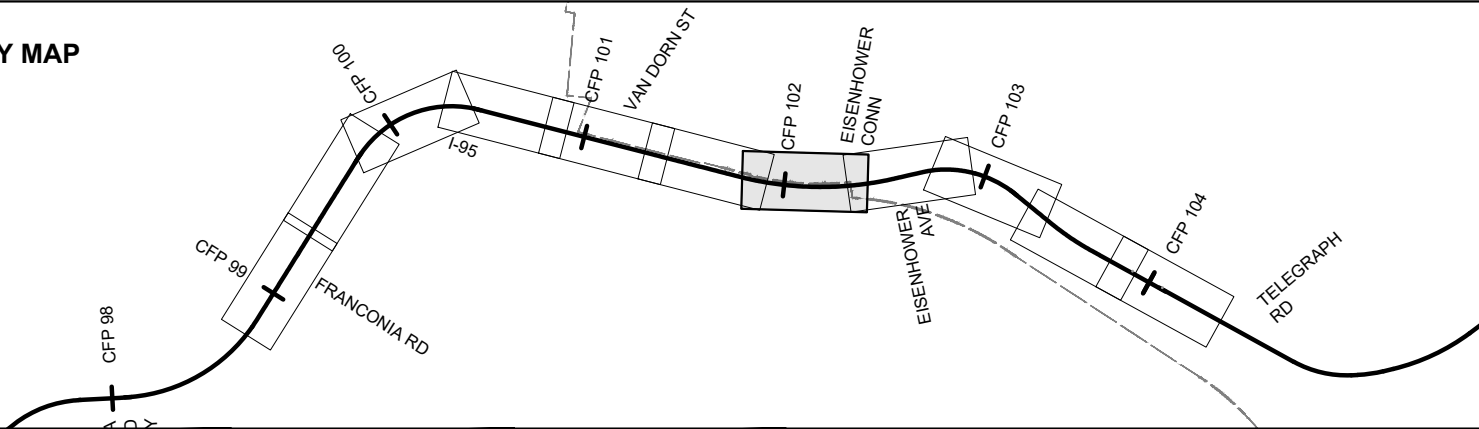 Y MAP
CFP 100
CFP 101
VAN DORN ST
I-95
CFP 102
EISENHOWER
CONN
CFP 103
EISENHOWER
AVE
CFP 104
TELEGRAPH
RD
CFP 99
FRANCONIA RD
CFP 98
A
D
Y